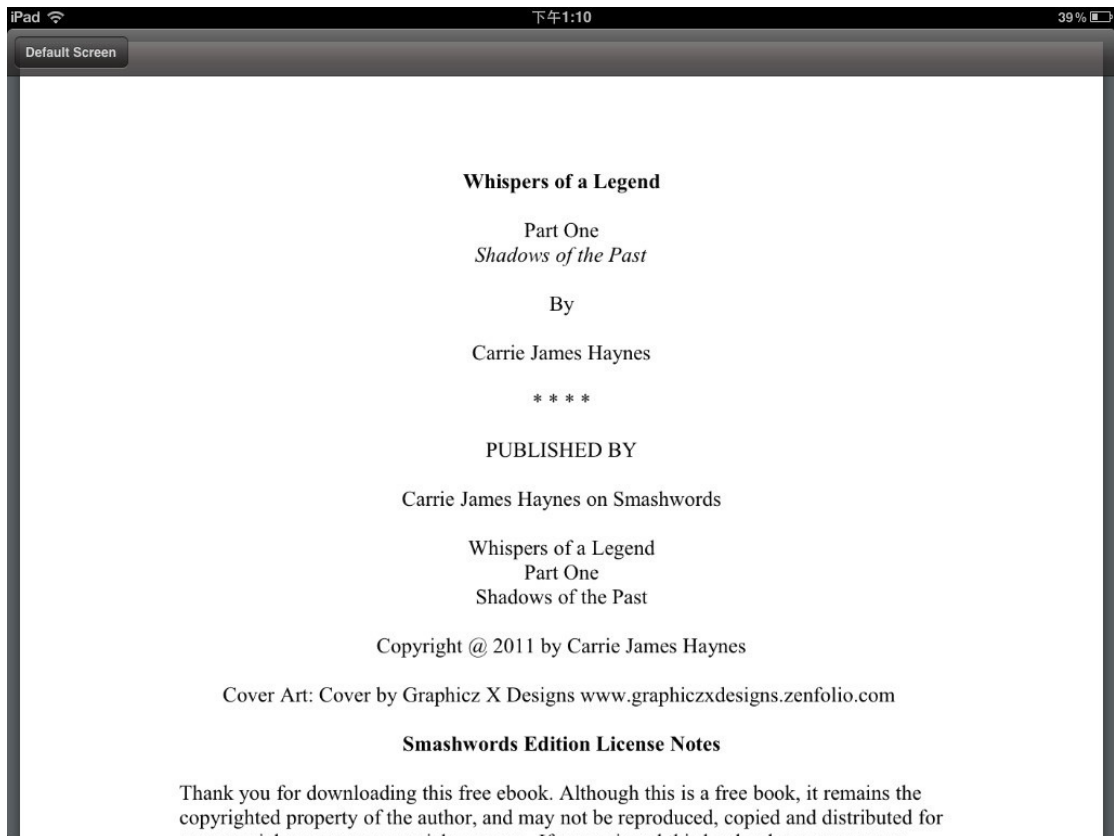 iPad 下午1:10 39%
Default Screen
Whispers of a Legend
Part One
Shadows of the Past
By
Carrie James Haynes
* * * *
PUBLISHED BY
Carrie James Haynes on Smashwords
Whispers of a Legend
Part One
Shadows of the Past
Copyright @ 2011 by Carrie James Haynes
Cover Art: Cover by Graphicz X Designs www.graphiczxdesigns.zenfolio.com
Smashwords Edition License Notes
Thank you for downloading this free ebook. Although this is a free book, it remains the
copyrighted property of the author, and may not be reproduced, copied and distributed for